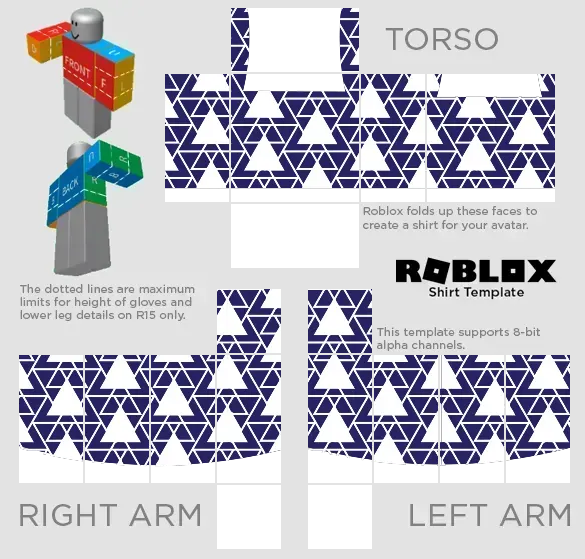 TORSO
FRONT
F
L
U
BACK
R
B
Roblox folds up these faces to
create a shirt for your avatar.
ROBLOX
Shirt Template
The dotted lines are maximum
limits for height of gloves and
lower leg details on R15 only.
This template supports 8-bit
alpha channels.
RIGHT ARM
LEFT ARM